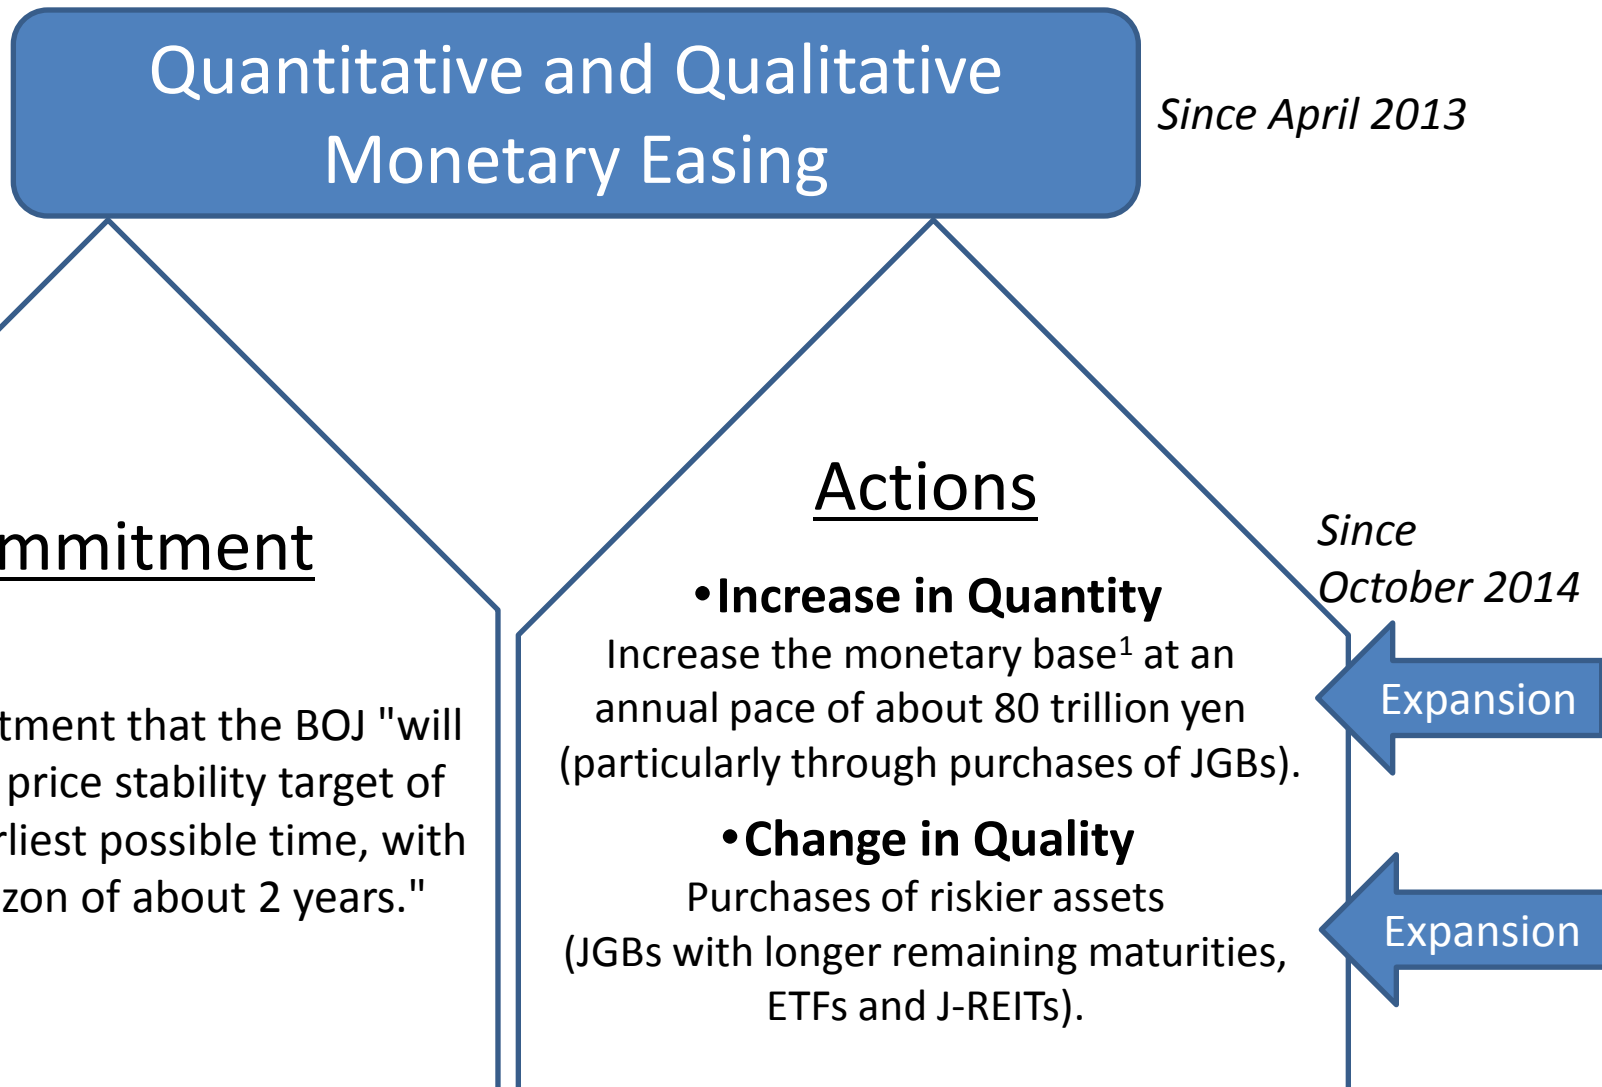 Quantitative and Qualitative
Monetary Easing
Since April 2013
mmitment
tment that the BOJ "will
price stability target of
rliest possible time, with
zon of about 2 years."
Actions
•Increase in Quantity
Increase the monetary base¹ at an
annual pace of about 80 trillion yen
(particularly through purchases of JGBs).
•Change in Quality
Purchases of riskier assets
(JGBs with longer remaining maturities,
ETFs and J-REITs).
Since
October 2014
Expansion
Expansion